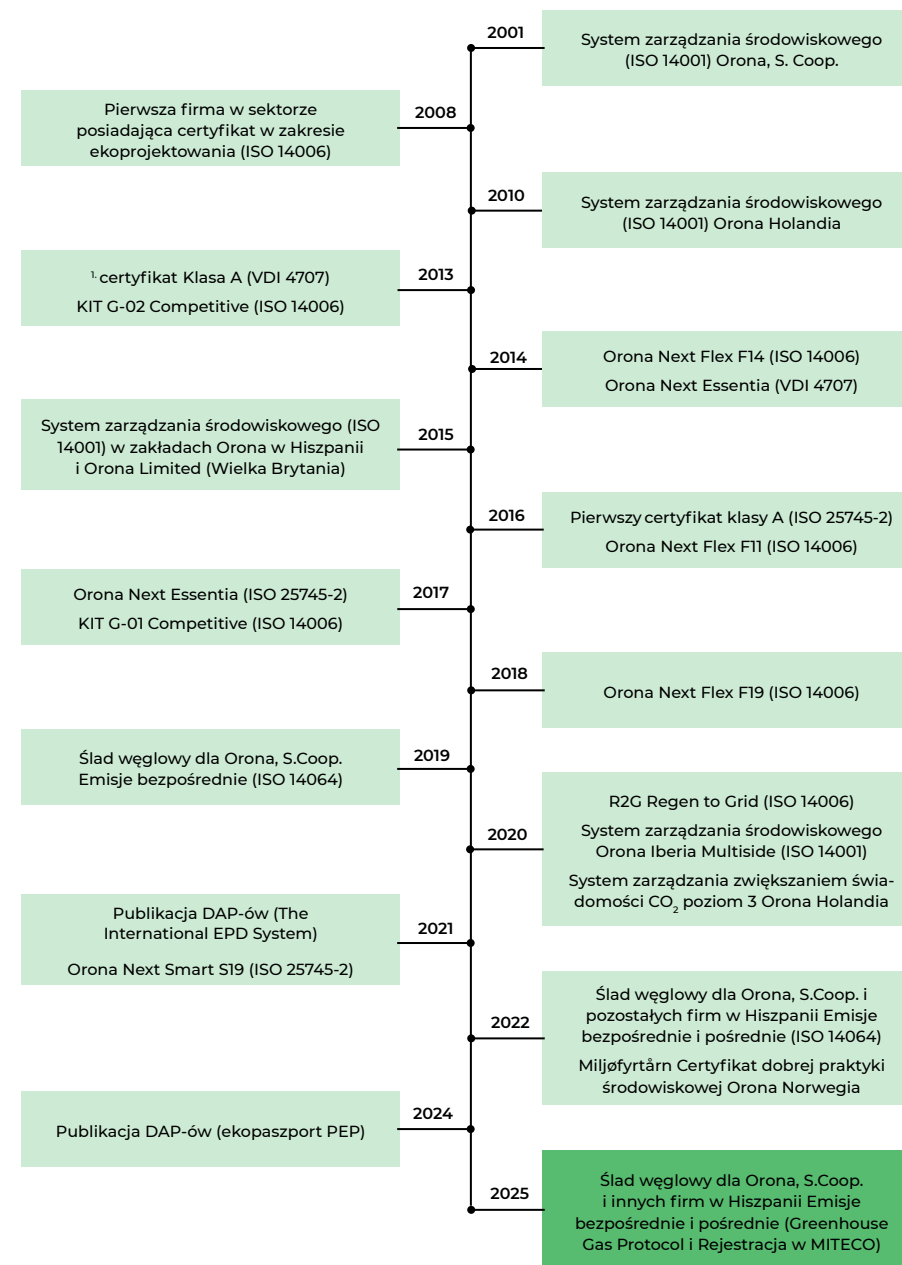 2001
System zarządzania środowiskowego
(ISO 14001) Orona, S. Coop.
2008
Pierwsza firma w sektorze
posiadająca certyfikat w zakresie
ekoprojektowania (ISO 14006)
2010
System zarządzania środowiskowego
(ISO 14001) Orona Holandia
2013
1. certyfikat Klasa A (VDI 4707)
KIT G-02 Competitive (ISO 14006)
2014
Orona Next Flex F14 (ISO 14006)
Orona Next Essentia (VDI 4707)
2015
System zarządzania środowiskowego (ISO
14001) w zakładach Orona w Hiszpanii
i Orona Limited (Wielka Brytania)
2016
Pierwszy certyfikat klasy A (ISO 25745-2)
Orona Next Flex F11 (ISO 14006)
2017
Orona Next Essentia (ISO 25745-2)
KIT G-01 Competitive (ISO 14006)
2018
Orona Next Flex F19 (ISO 14006)
2019
Ślad węglowy dla Orona, S.Coop.
Emisje bezpośrednie (ISO 14064)
2020
R2G Regen to Grid (ISO 14006)
System zarządzania środowiskowego
Orona Iberia Multiside (ISO 14001)
System zarządzania zwiększaniem świa-
domości CO₂ poziom 3 Orona Holandia
2021
Publikacja DAP-ów (The
International EPD System)
Orona Next Smart S19 (ISO 25745-2)
2022
Ślad węglowy dla Orona, S.Coop. i
pozostałych firm w Hiszpanii Emisje
bezpośrednie i pośrednie (ISO 14064)
Miljøfyrtårn Certyfikat dobrej praktyki
środowiskowej Orona Norwegia
2024
Publikacja DAP-ów (ekopaszport PEP)
2025
Ślad węglowy dla Orona, S.Coop.
i innych firm w Hiszpanii Emisje
bezpośrednie i pośrednie (Greenhouse
Gas Protocol i Rejestracja w MITECO)